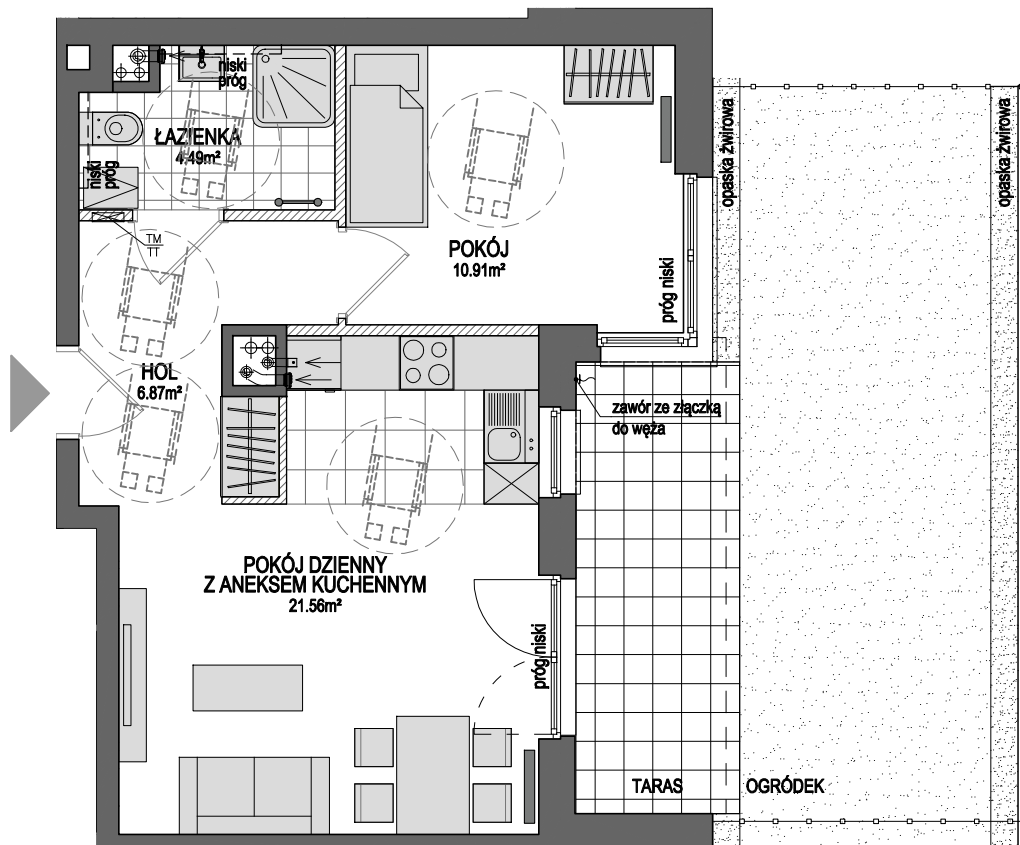 niski
próg
ŁAZIENKA
4.49m²
niski
próg
TM
TT
POKÓJ
10.91m²
próg niski
opaska żwirowa
opaska żwirowa
HOL
6.87m²
zawór ze złączką
do węża
POKÓJ DZIENNY
Z ANEKSEM KUCHENNYM
21.56m²
próg niski
TARAS
OGRÓDEK